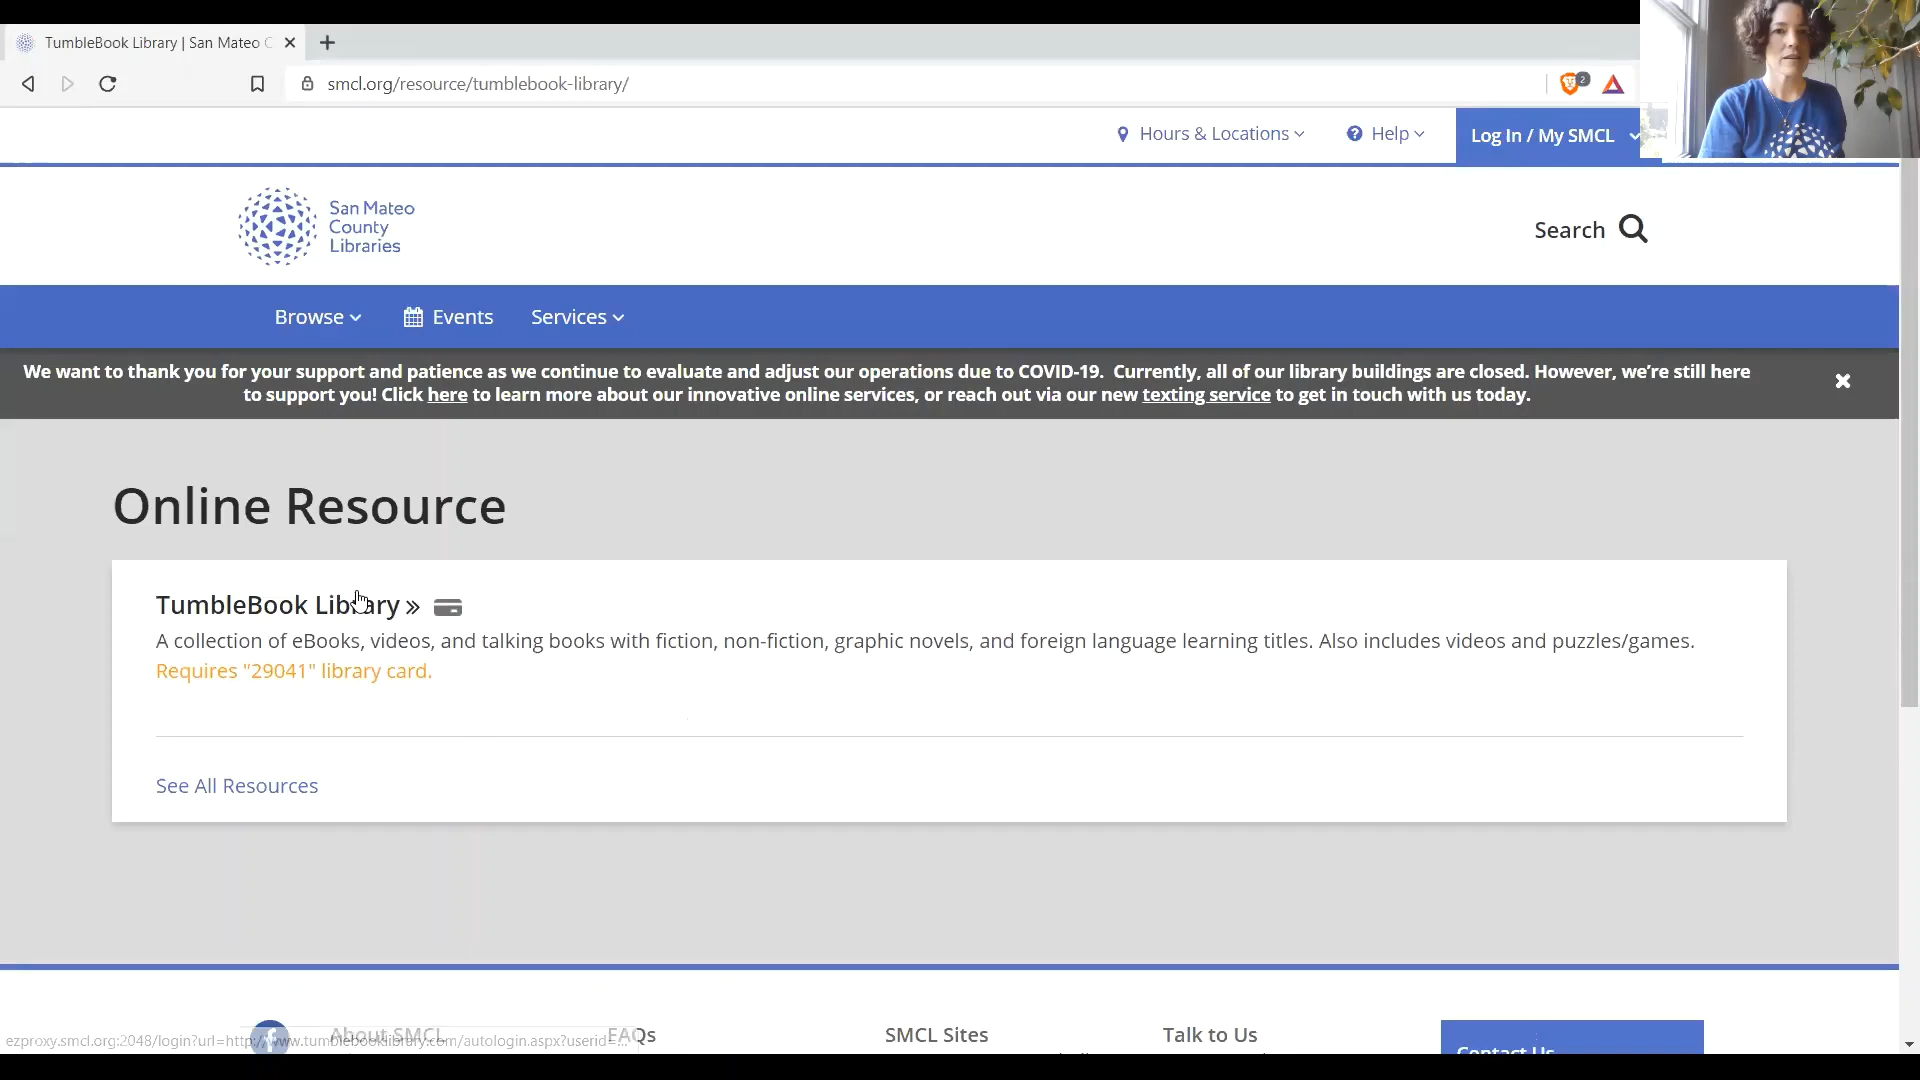 TumbleBook Library | San Mateo C
smcl.org/resource/tumblebook-library/
2
Hours & Locations
Help
Log In / My SMCL
San Mateo
County
Libraries
Search
Browse
Events
Services
We want to thank you for your support and patience as we continue to evaluate and adjust our operations due to COVID-19. Currently, all of our library buildings are closed. However, we’re still here
to support you! Click here to learn more about our innovative online services, or reach out via our new texting service to get in touch with us today.
Online Resource
TumbleBook Library »
A collection of eBooks, videos, and talking books with fiction, non-fiction, graphic novels, and foreign language learning titles. Also includes videos and puzzles/games.
Requires "29041" library card.
See All Resources
About SMCL
FAQs
SMCL Sites
Talk to Us
Contact Us
ezproxy.smcl.org:2048/login?url=http://www.tumblebooklibrary.com/autologin.aspx?userid=...